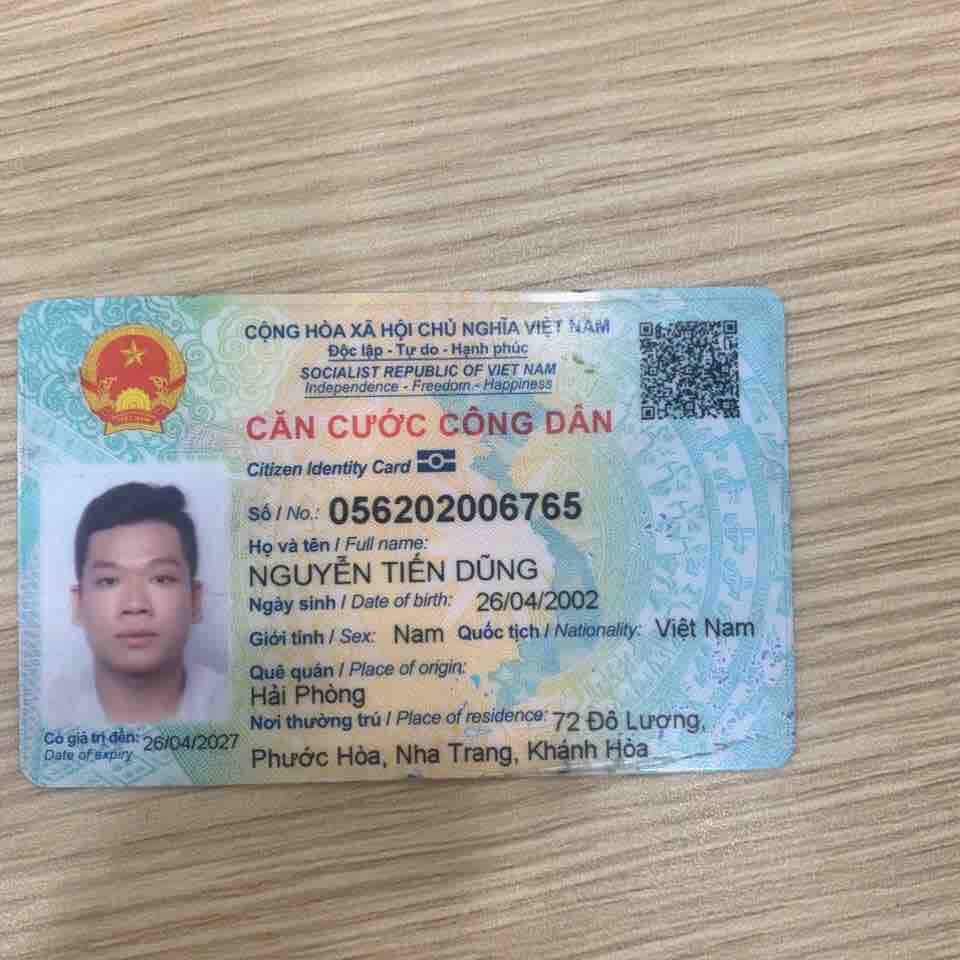 CỘNG HÒA XÃ HỘI CHỦ NGHĨA VIỆT NAM
Độc lập - Tự do - Hạnh phúc
SOCIALIST REPUBLIC OF VIET NAM
Independence - Freedom - Happiness
CĂN CƯỚC CÔNG DÂN
Citizen Identity Card
Số / No.: 056202006765
Họ và tên / Full name:
NGUYỄN TIẾN DŨNG
Ngày sinh / Date of birth: 26/04/2002
Giới tính / Sex: Nam Quốc tịch / Nationality: Việt Nam
Quê quán / Place of origin:
Hải Phòng
Nơi thường trú / Place of residence: 72 Đô Lương,
Phước Hòa, Nha Trang, Khánh Hòa
Có giá trị đến: 26/04/2027
Date of expiry